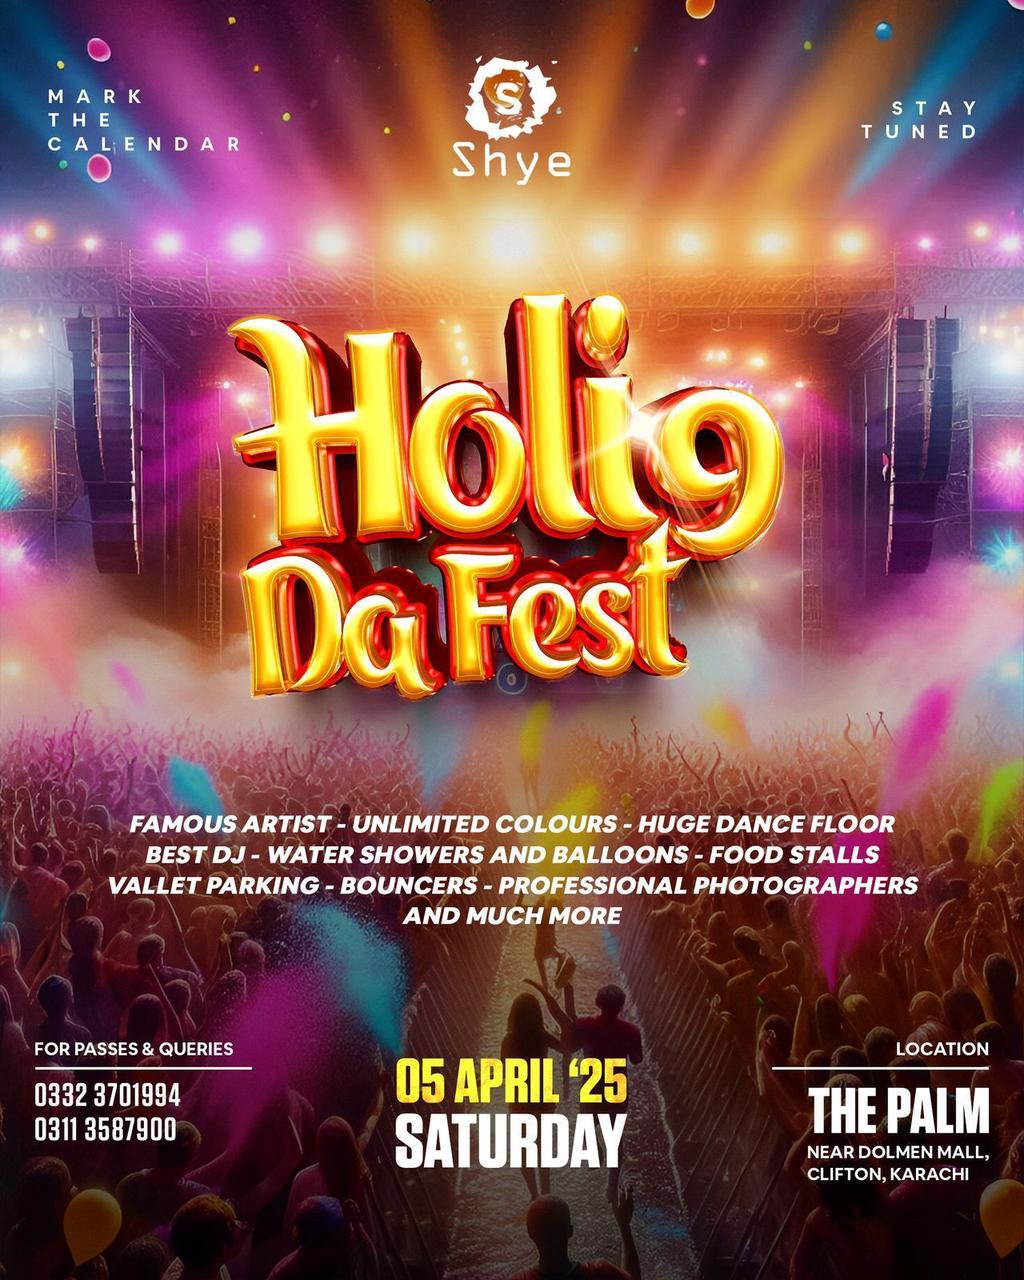 MARK
THE
CALENDAR
S
Shye
STAY
TUNED
Holi9
Da Fest
FAMOUS ARTIST - UNLIMITED COLOURS - HUGE DANCE FLOOR
BEST DJ - WATER SHOWERS AND BALLOONS - FOOD STALLS
VALLET PARKING - BOUNCERS - PROFESSIONAL PHOTOGRAPHERS
AND MUCH MORE
FOR PASSES & QUERIES
0332 3701994
0311 3587900
05 APRIL ‘25
SATURDAY
LOCATION
THE PALM
NEAR DOLMEN MALL,
CLIFTON, KARACHI